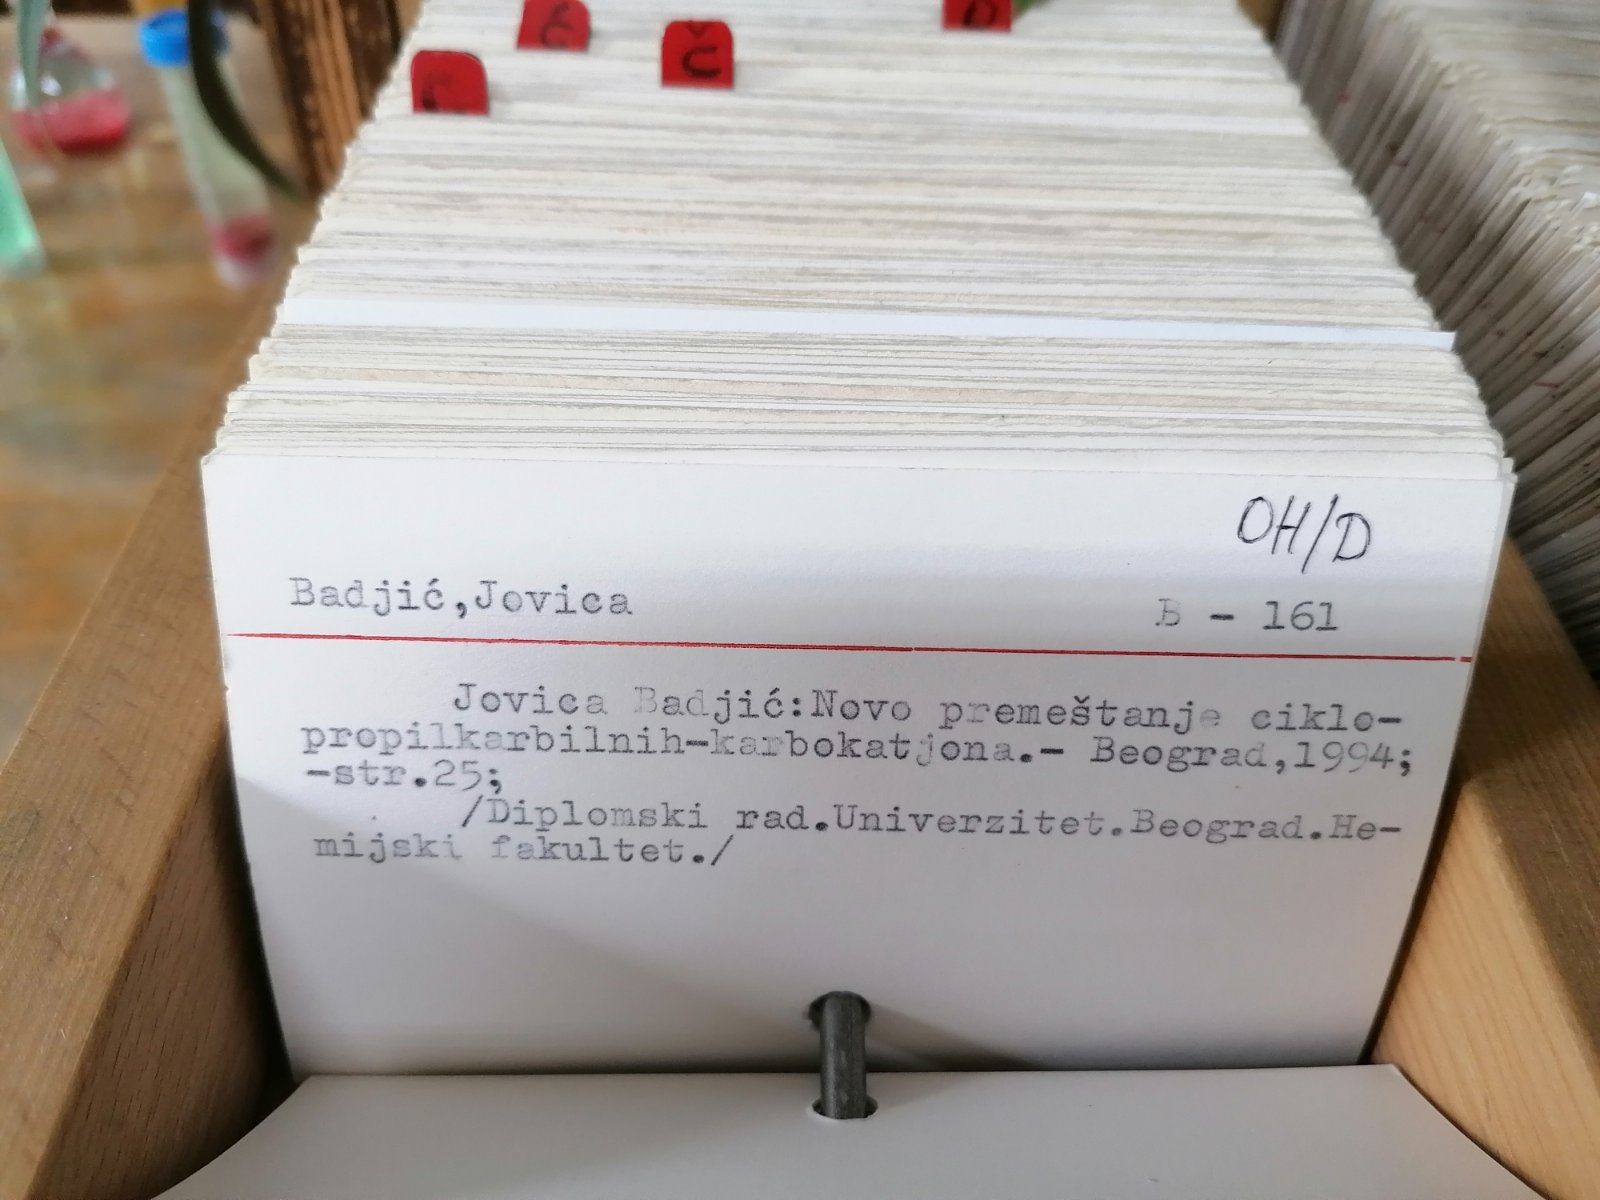 Ć
Č
OH/D
Badjić,Jovica
B - 161
Jovica Badjić:Novo premeštanje ciklo-
propilkarbilnih-karbokatjona.- Beograd,1994;
-str.25;
/Diplomski rad.Univerzitet.Beograd.He-
mijski fakultet./